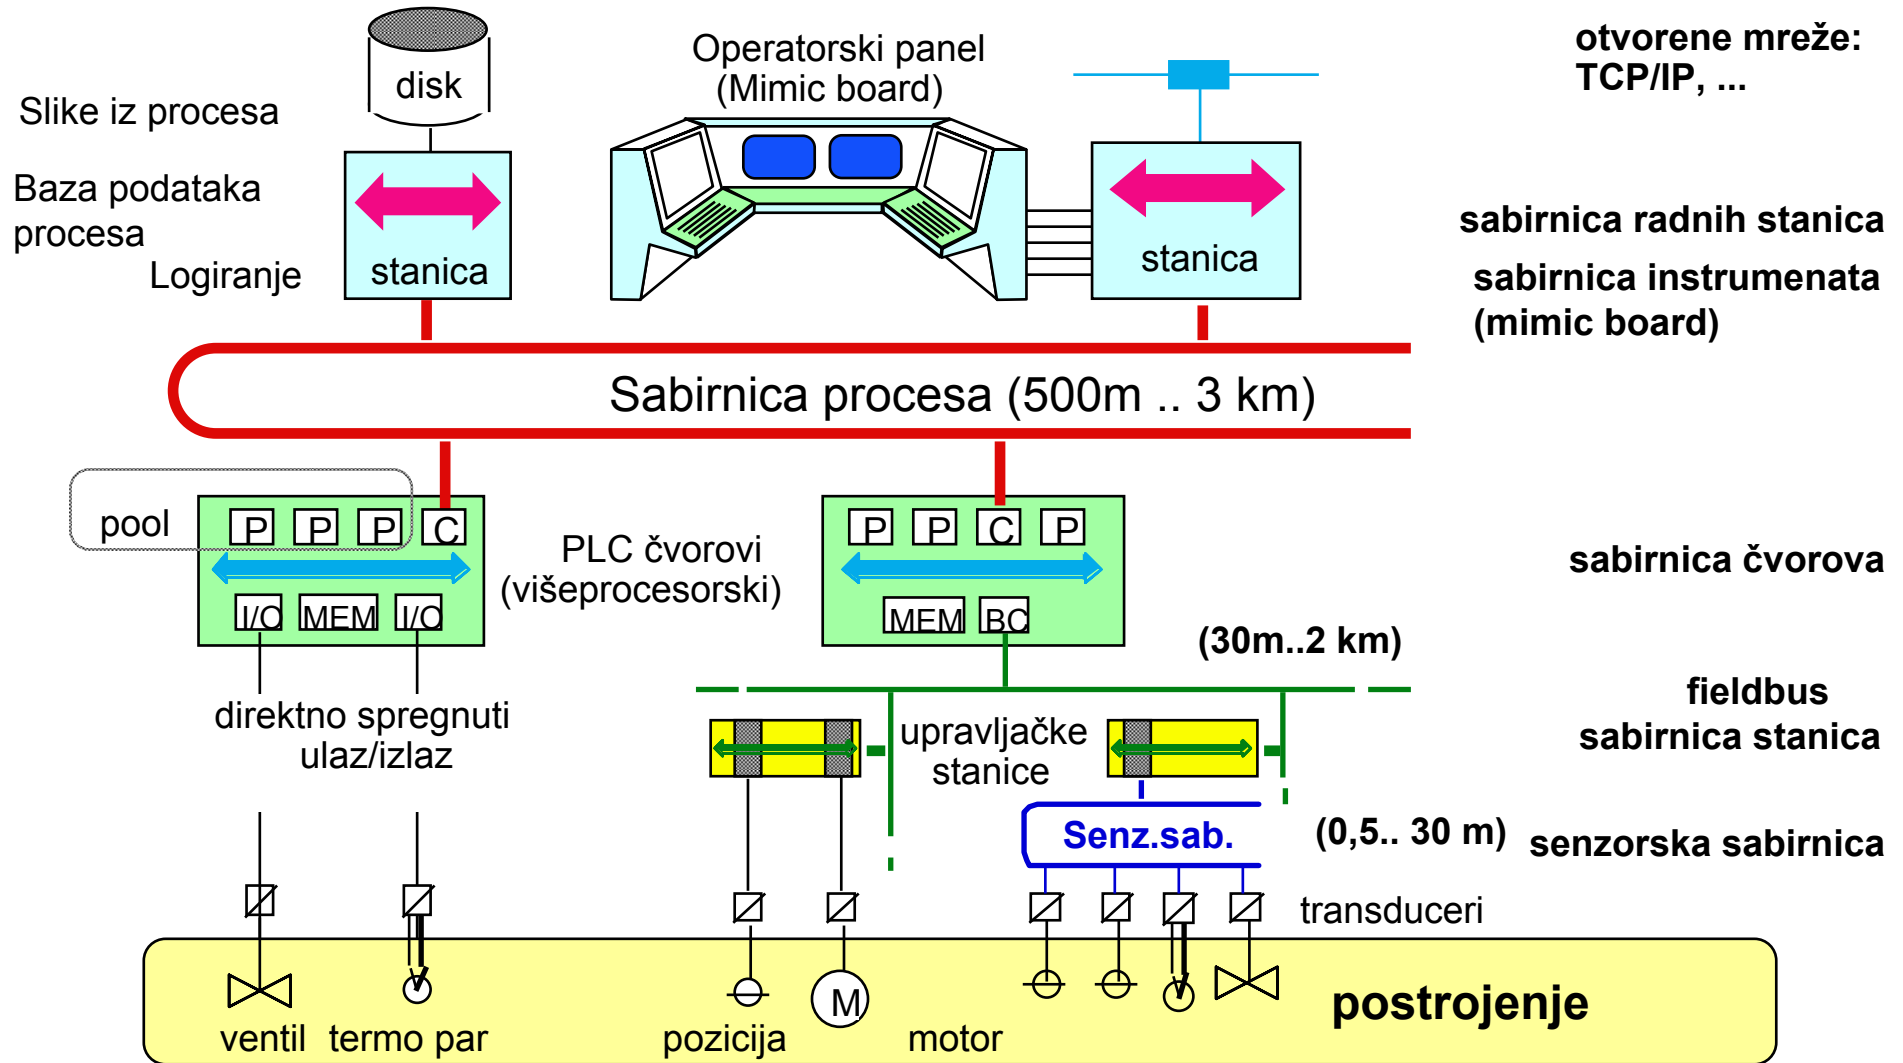 disk
Operatorski panel
(Mimic board)
otvorene mreže:
TCP/IP, ...
Slike iz procesa
Baza podataka
procesa
Logiranje
stanica
stanica
sabirnica radnih stanica
sabirnica instrumenata
(mimic board)
Sabirnica procesa (500m .. 3 km)
pool
P P P C
PLC čvorovi
(višeprocesorski)
P P C P
sabirnica čvorova
I/O MEM I/O
MEM BC
(30m..2 km)
direktno spregnuti
ulaz/izlaz
upravljačke
stanice
fieldbus
sabirnica stanica
Senz.sab.
(0,5.. 30 m)
senzorska sabirnica
transduceri
M
postrojenje
ventil termo par pozicija motor